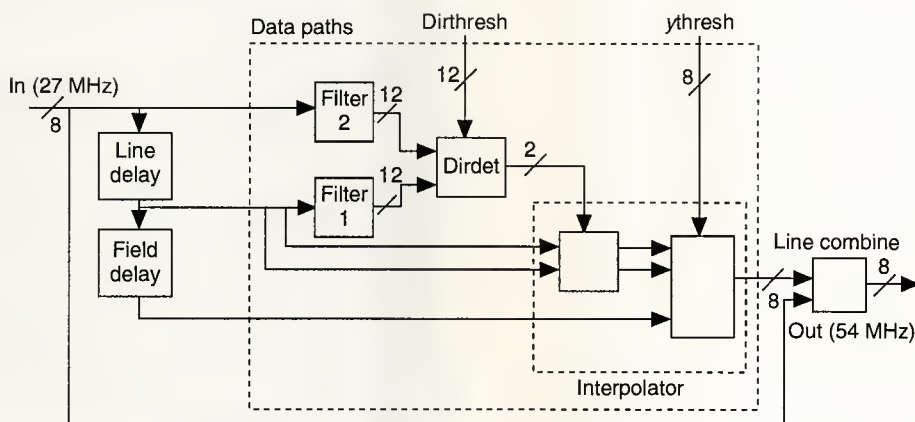 Data paths
Dirthresh
ythresh
In (27 MHz)
8
12
8
Filter
2
12
Line
delay
Dirdet
2
Filter
1
12
Field
delay
Line combine
8
8
Out (54 MHz)
Interpolator